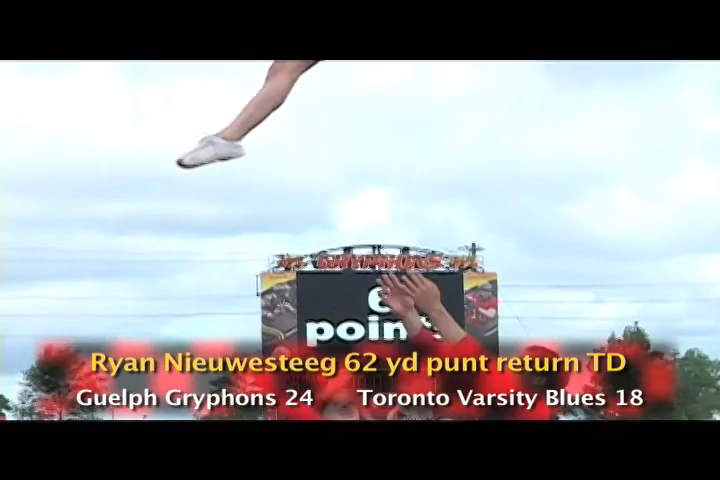 GRYPHONS
6
points
Ryan Nieuwesteeg 62 yd punt return TD
Guelph Gryphons 24 Toronto Varsity Blues 18